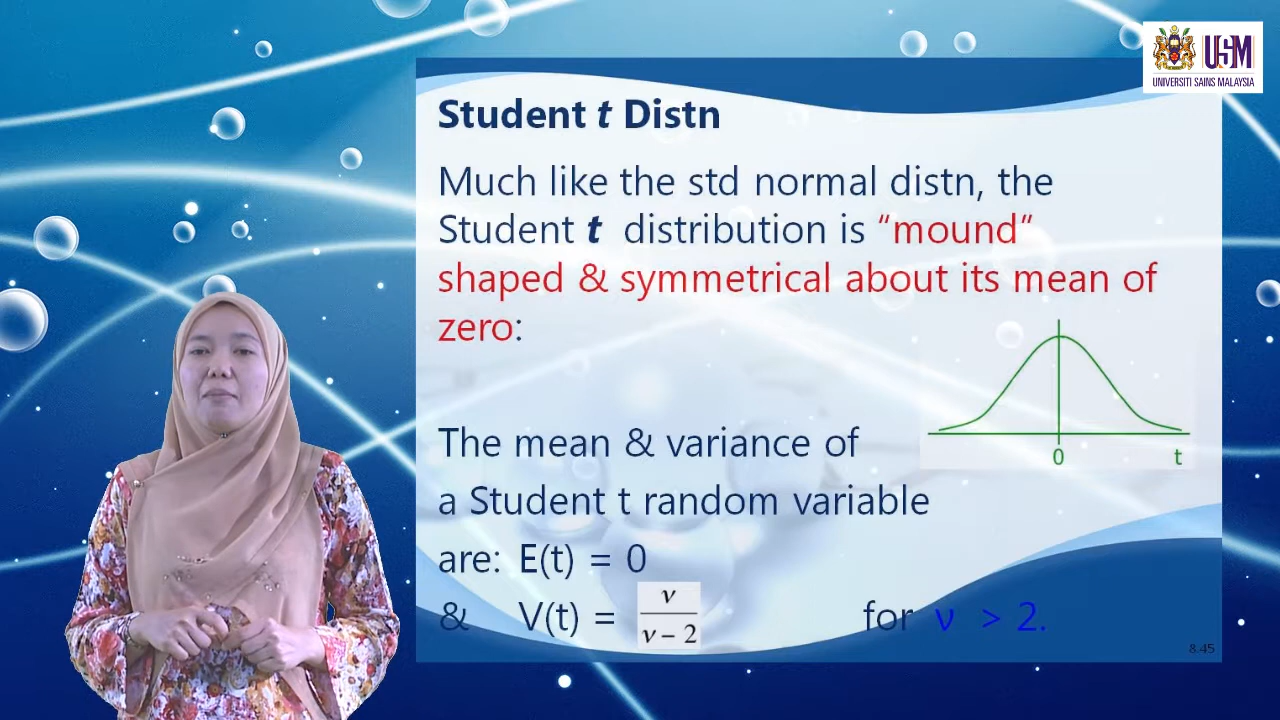 USM
UNIVERSITI SAINS MALAYSIA
Student t Distn
Much like the std normal distn, the
Student t distribution is “mound”
shaped & symmetrical about its mean of
zero:
0 t
The mean & variance of
a Student t random variable
are: E(t) = 0
& V(t) = ν / ν – 2 for ν > 2.
8.45